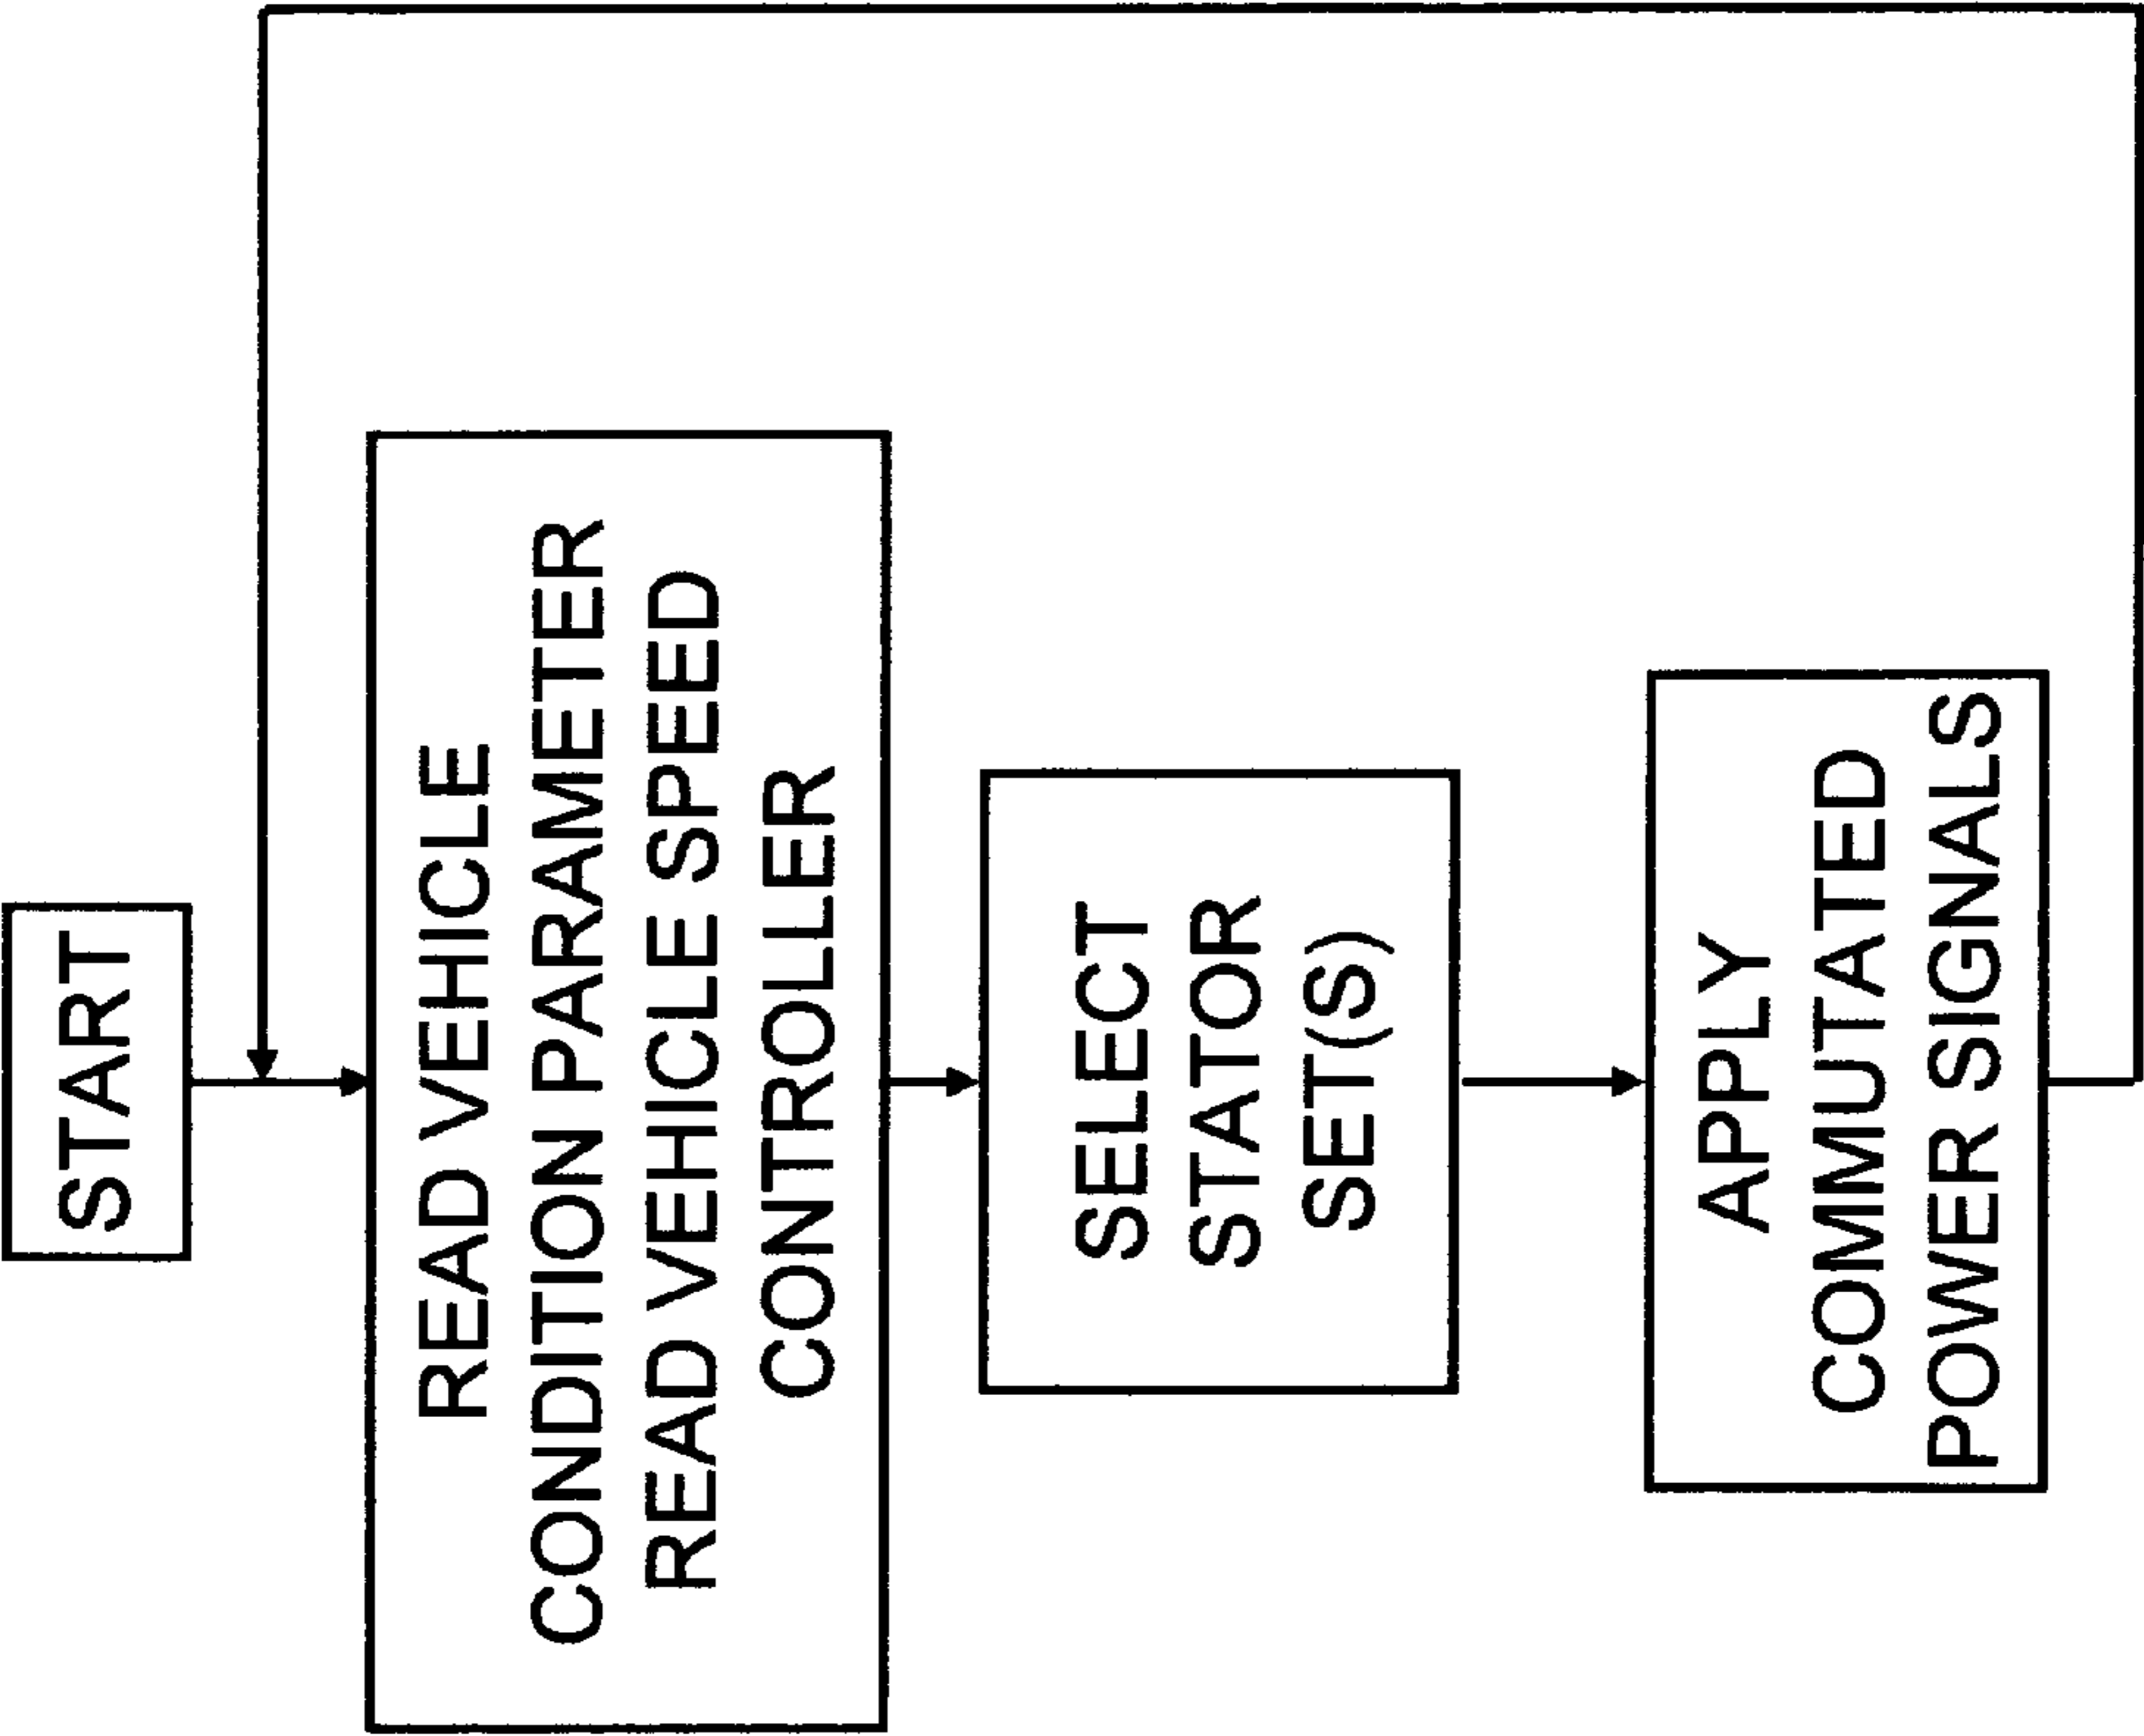 START
READ VEHICLE
CONDITION PARAMETER
READ VEHICLE SPEED
CONTROLLER
SELECT
STATOR
SET(S)
APPLY
COMMUTATED
POWER SIGNALS